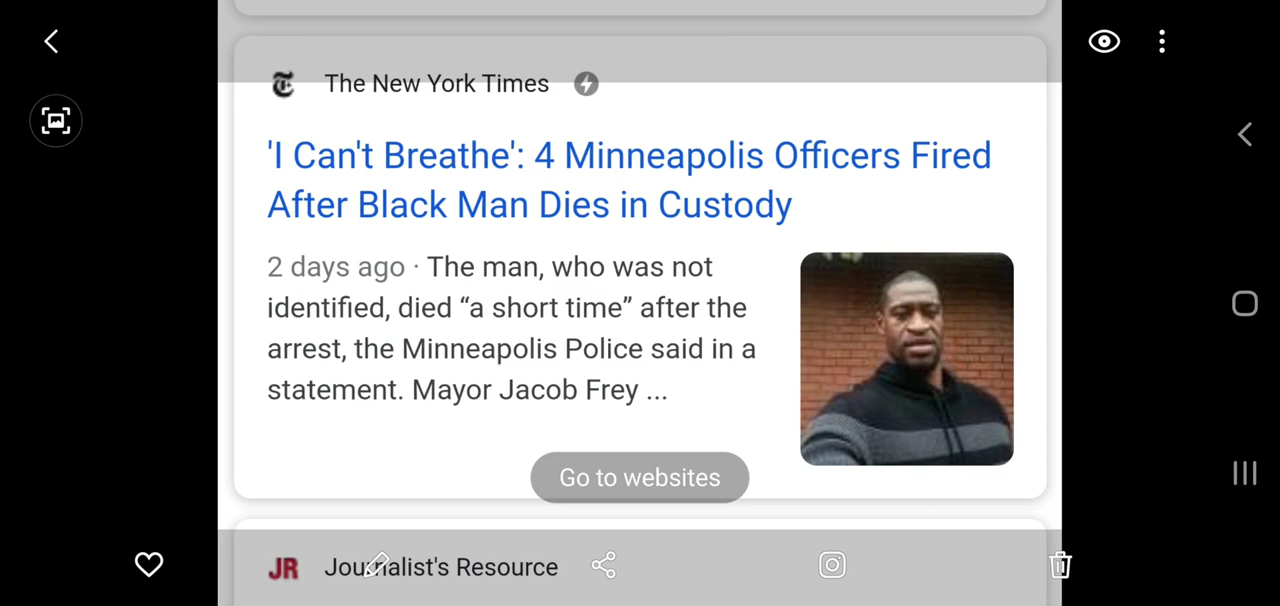 The New York Times
'I Can't Breathe': 4 Minneapolis Officers Fired
After Black Man Dies in Custody
2 days ago · The man, who was not
identified, died “a short time” after the
arrest, the Minneapolis Police said in a
statement. Mayor Jacob Frey ...
Go to websites
JR Journalist's Resource